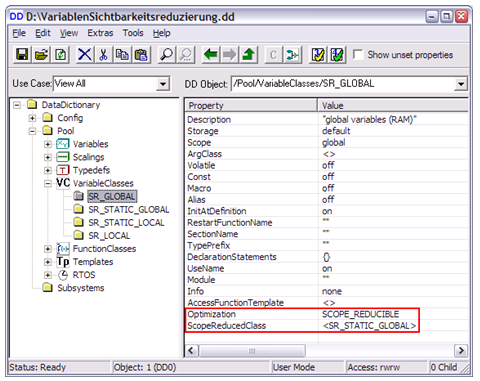 DD D:\VariablenSichtbarkeitsreduzierung.dd
File Edit View Extras Tools Help
Show unset properties
Use Case: View All DD Object: /Pool/VariableClasses/SR_GLOBAL
DataDictionary
Config
Pool
Variables
Scalings
Typedefs
VC VariableClasses
SR_GLOBAL
SR_STATIC_GLOBAL
SR_STATIC_LOCAL
SR_LOCAL
FunctionClasses
Tp Templates
RTOS
Subsystems
Property Value
Description "global variables (RAM)"
Storage default
Scope global
ArgClass <>
Volatile off
Const off
Macro off
Alias off
InitAtDefinition on
RestartFunctionName ""
SectionName ""
TypePrefix ""
DeclarationStatements {}
UseName on
Module ""
Info none
AccessFunctionTemplate <>
Optimization SCOPE_REDUCIBLE
ScopeReducedClass <SR_STATIC_GLOBAL>
Status: Ready Object: 1 (DD0) User Mode Access: rwrw 0 Child